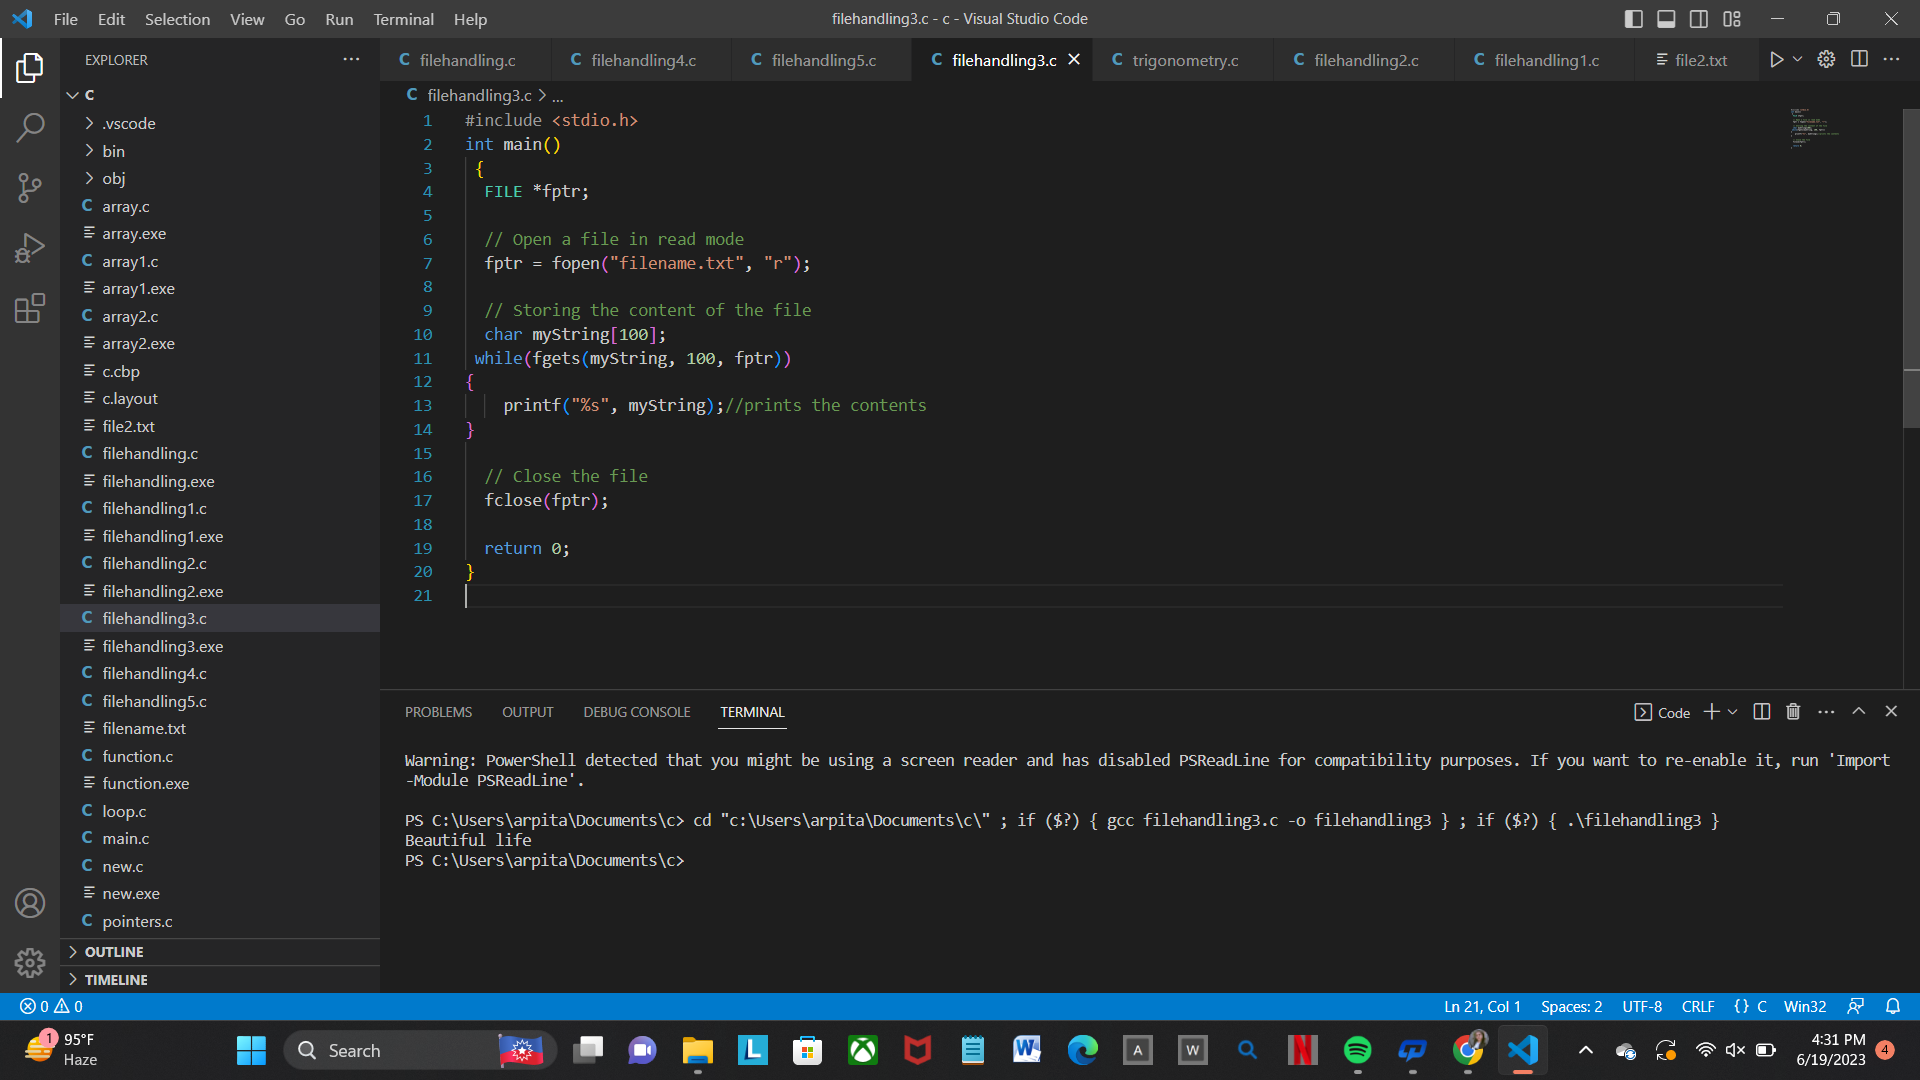 File Edit Selection View Go Run Terminal Help
filehandling3.c - c - Visual Studio Code
EXPLORER
C
.vscode
bin
obj
C array.c
array.exe
C array1.c
array1.exe
C array2.c
array2.exe
c.cbp
c.layout
file2.txt
C filehandling.c
filehandling.exe
C filehandling1.c
filehandling1.exe
C filehandling2.c
filehandling2.exe
C filehandling3.c
filehandling3.exe
C filehandling4.c
C filehandling5.c
filename.txt
C function.c
function.exe
C loop.c
C main.c
C new.c
new.exe
C pointers.c
OUTLINE
TIMELINE
C filehandling.c C filehandling4.c C filehandling5.c C filehandling3.c C trigonometry.c C filehandling2.c C filehandling1.c file2.txt
C filehandling3.c > ...
1 #include <stdio.h>
2 int main()
3 {
4 FILE *fptr;
5
6 // Open a file in read mode
7 fptr = fopen("filename.txt", "r");
8
9 // Storing the content of the file
10 char myString[100];
11 while(fgets(myString, 100, fptr))
12 {
13 printf("%s", myString);//prints the contents
14 }
15
16 // Close the file
17 fclose(fptr);
18
19 return 0;
20 }
21
PROBLEMS OUTPUT DEBUG CONSOLE TERMINAL
Code
Warning: PowerShell detected that you might be using a screen reader and has disabled PSReadLine for compatibility purposes. If you want to re-enable it, run 'Import
-Module PSReadLine'.
PS C:\Users\arpita\Documents\c> cd "c:\Users\arpita\Documents\c\" ; if ($?) { gcc filehandling3.c -o filehandling3 } ; if ($?) { .\filehandling3 }
Beautiful life
PS C:\Users\arpita\Documents\c>
0 0
Ln 21, Col 1 Spaces: 2 UTF-8 CRLF {} C Win32
1
95°F
Haze
Search
L
W
A
W
N
4:31 PM
6/19/2023
4